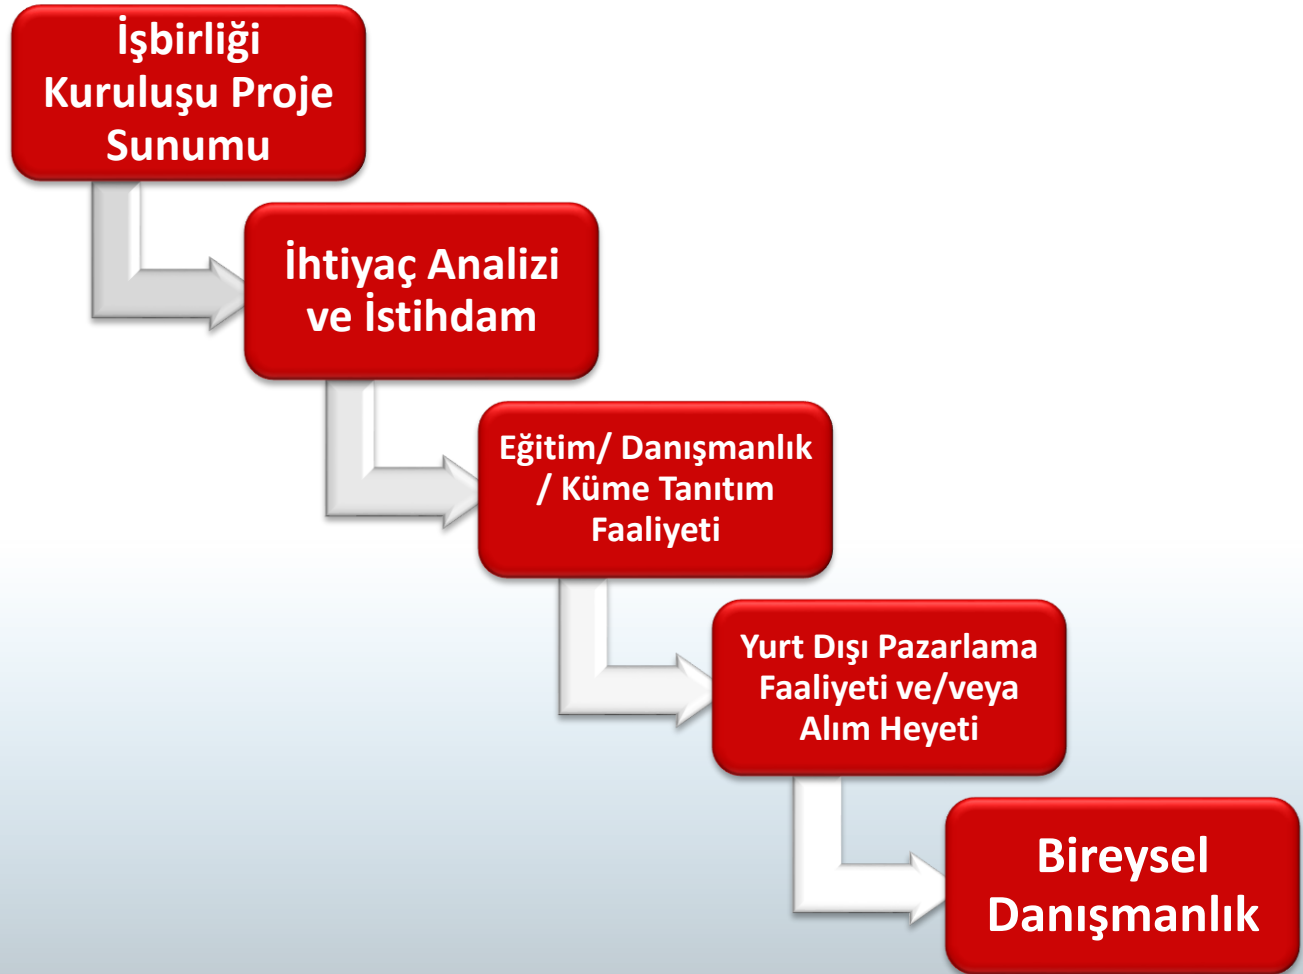 İşbirliği
Kuruluşu Proje
Sunumu
İhtiyaç Analizi
ve İstihdam
Eğitim/ Danışmanlık
/ Küme Tanıtım
Faaliyeti
Yurt Dışı Pazarlama
Faaliyeti ve/veya
Alım Heyeti
Bireysel
Danışmanlık